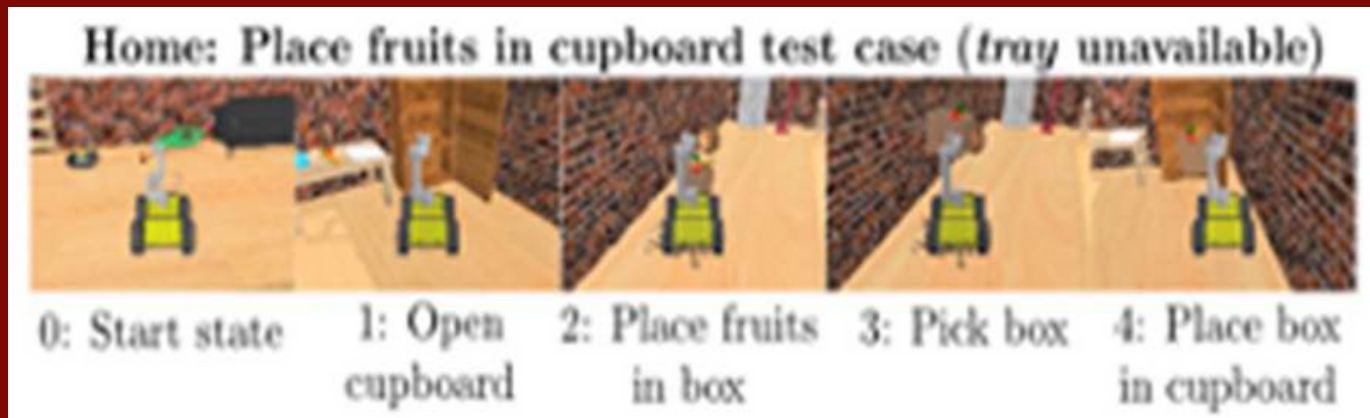 Home: Place fruits in cupboard test case (tray unavailable)
0: Start state
1: Open
cupboard
2: Place fruits
in box
3: Pick box
4: Place box
in cupboard